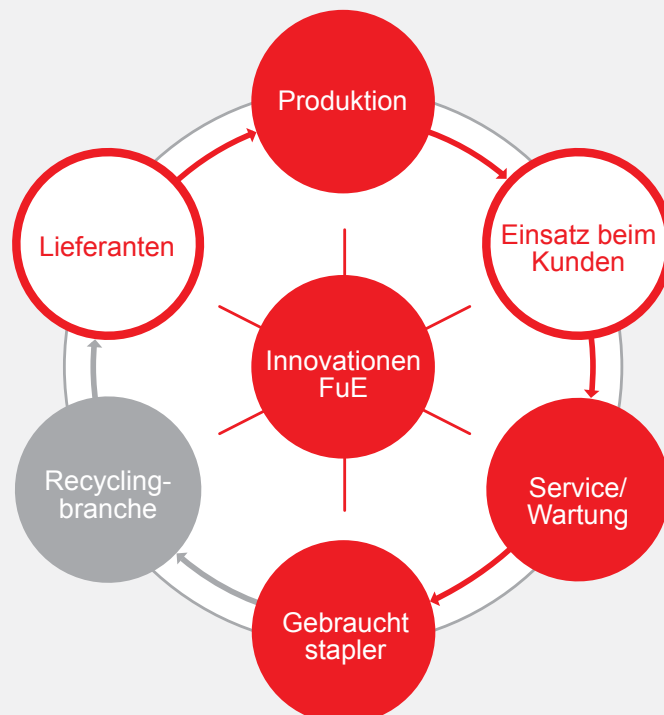 Produktion
Einsatz beim
Kunden
Service/
Wartung
Gebraucht
stapler
Recycling-
branche
Lieferanten
Innovationen
FuE